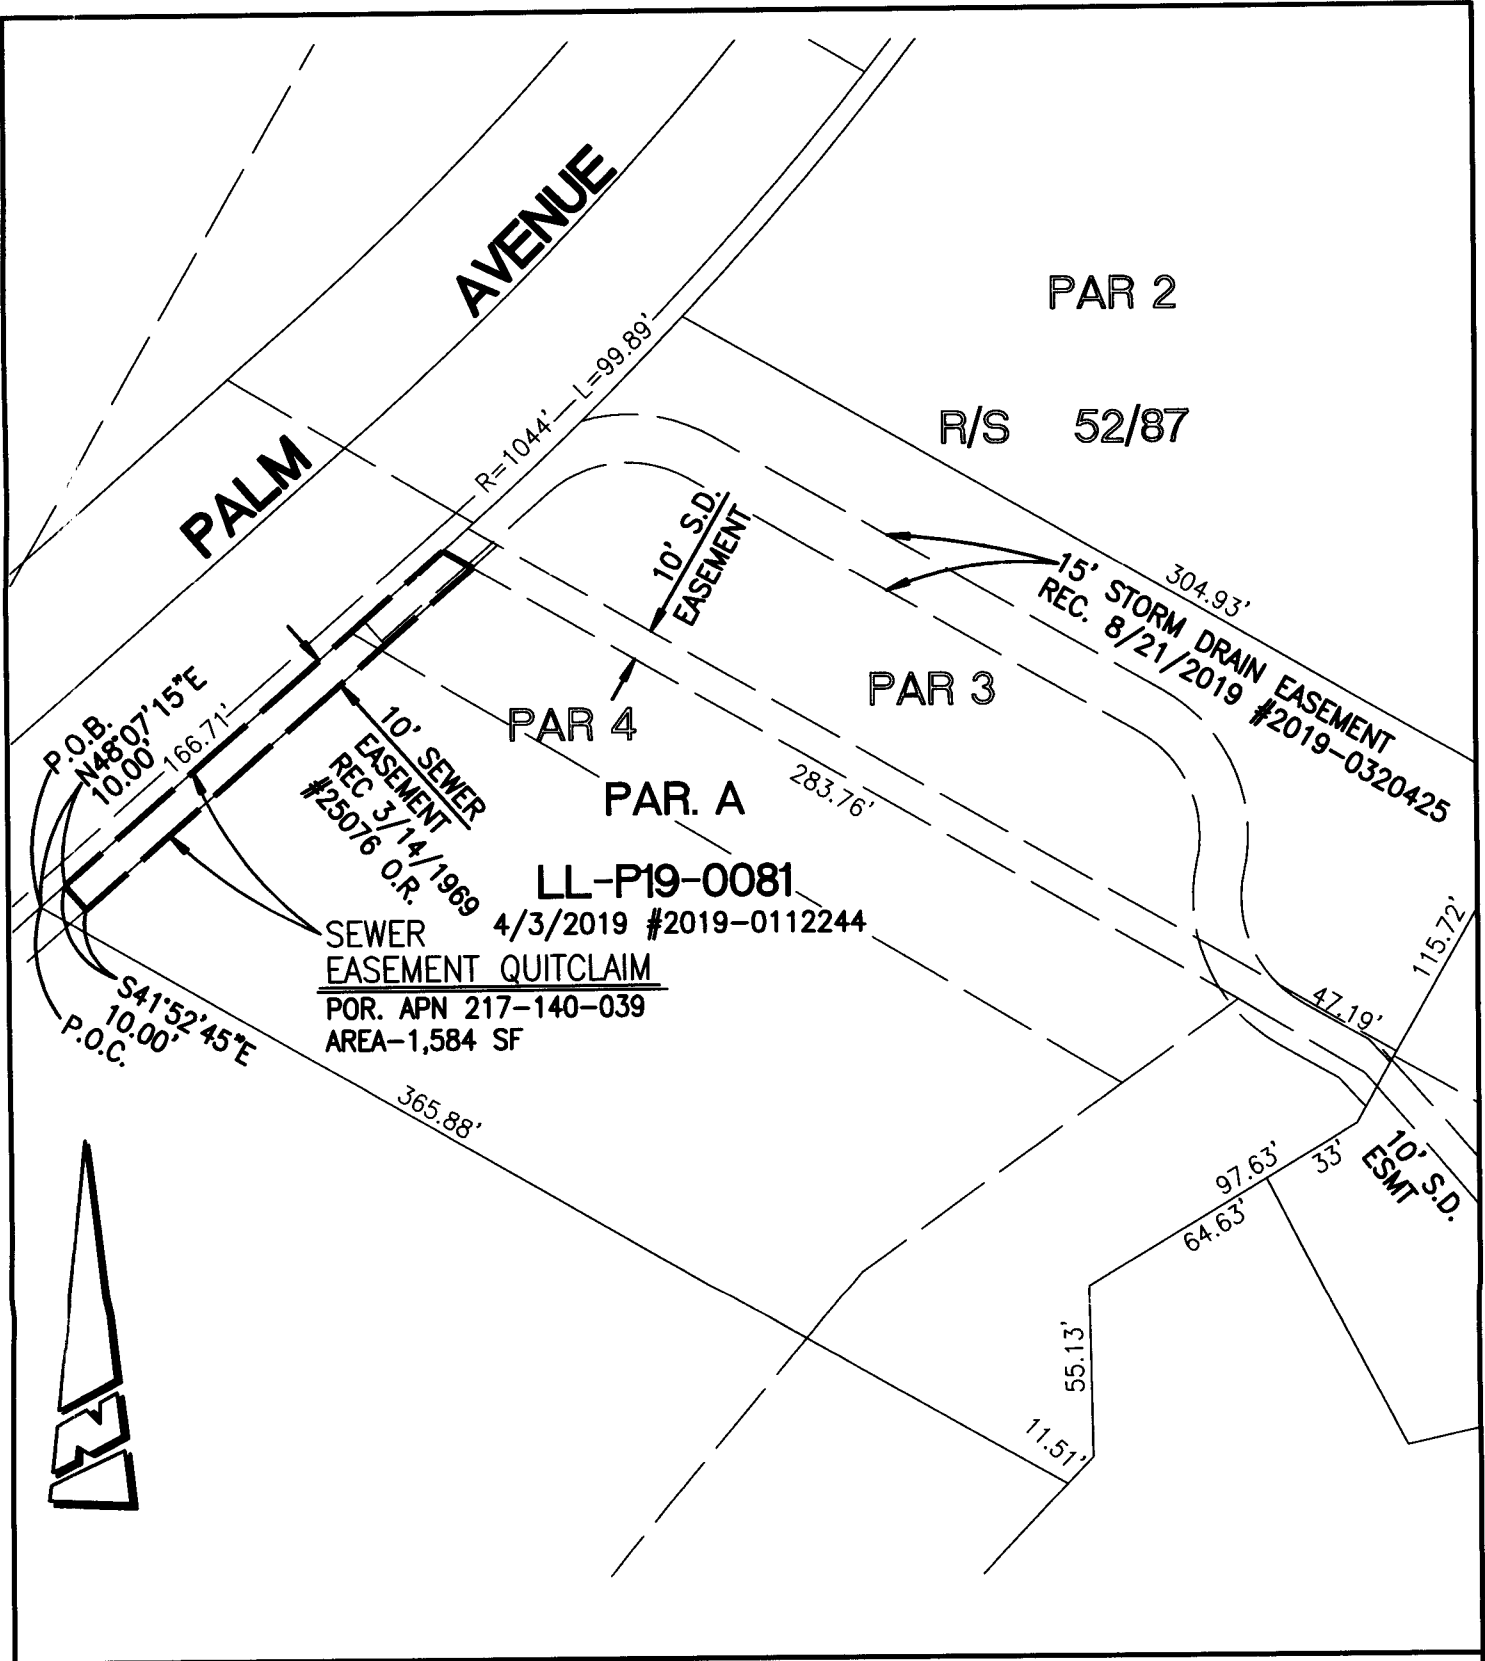 PALM AVENUE
PAR 2
R/S 52/87
R=1044' L=99.89'
10' S.D.
EASEMENT
15' STORM DRAIN EASEMENT
REC. 8/21/2019 #2019-0320425
304.93'
PAR 3
PAR 4
P.O.B.
N48°07'15"E
10.00'
166.71'
10' SEWER
EASEMENT
REC 3/14/1969
#25076 O.R.
283.76'
PAR. A
LL-P19-0081
4/3/2019 #2019-0112244
SEWER
EASEMENT QUITCLAIM
POR. APN 217-140-039
AREA-1,584 SF
S41°52'45"E
10.00'
P.O.C.
115.72'
47.19'
365.88'
97.63'
33'
64.63'
10' S.D.
ESMT
55.13'
11.51'
N